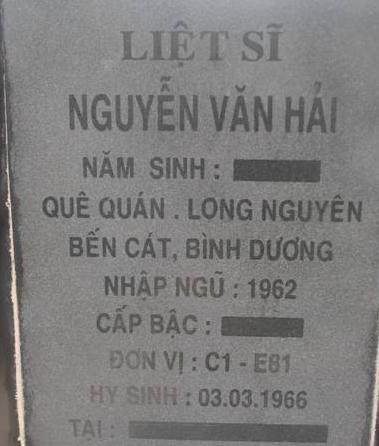 LIỆT SĨ
NGUYỄN VĂN HẢI
NĂM SINH :
QUÊ QUÁN . LONG NGUYÊN
BẾN CÁT, BÌNH DƯƠNG
NHẬP NGŨ : 1962
CẤP BẬC :
ĐƠN VỊ : C1 - E81
HY SINH : 03.03.1966
TẠI :